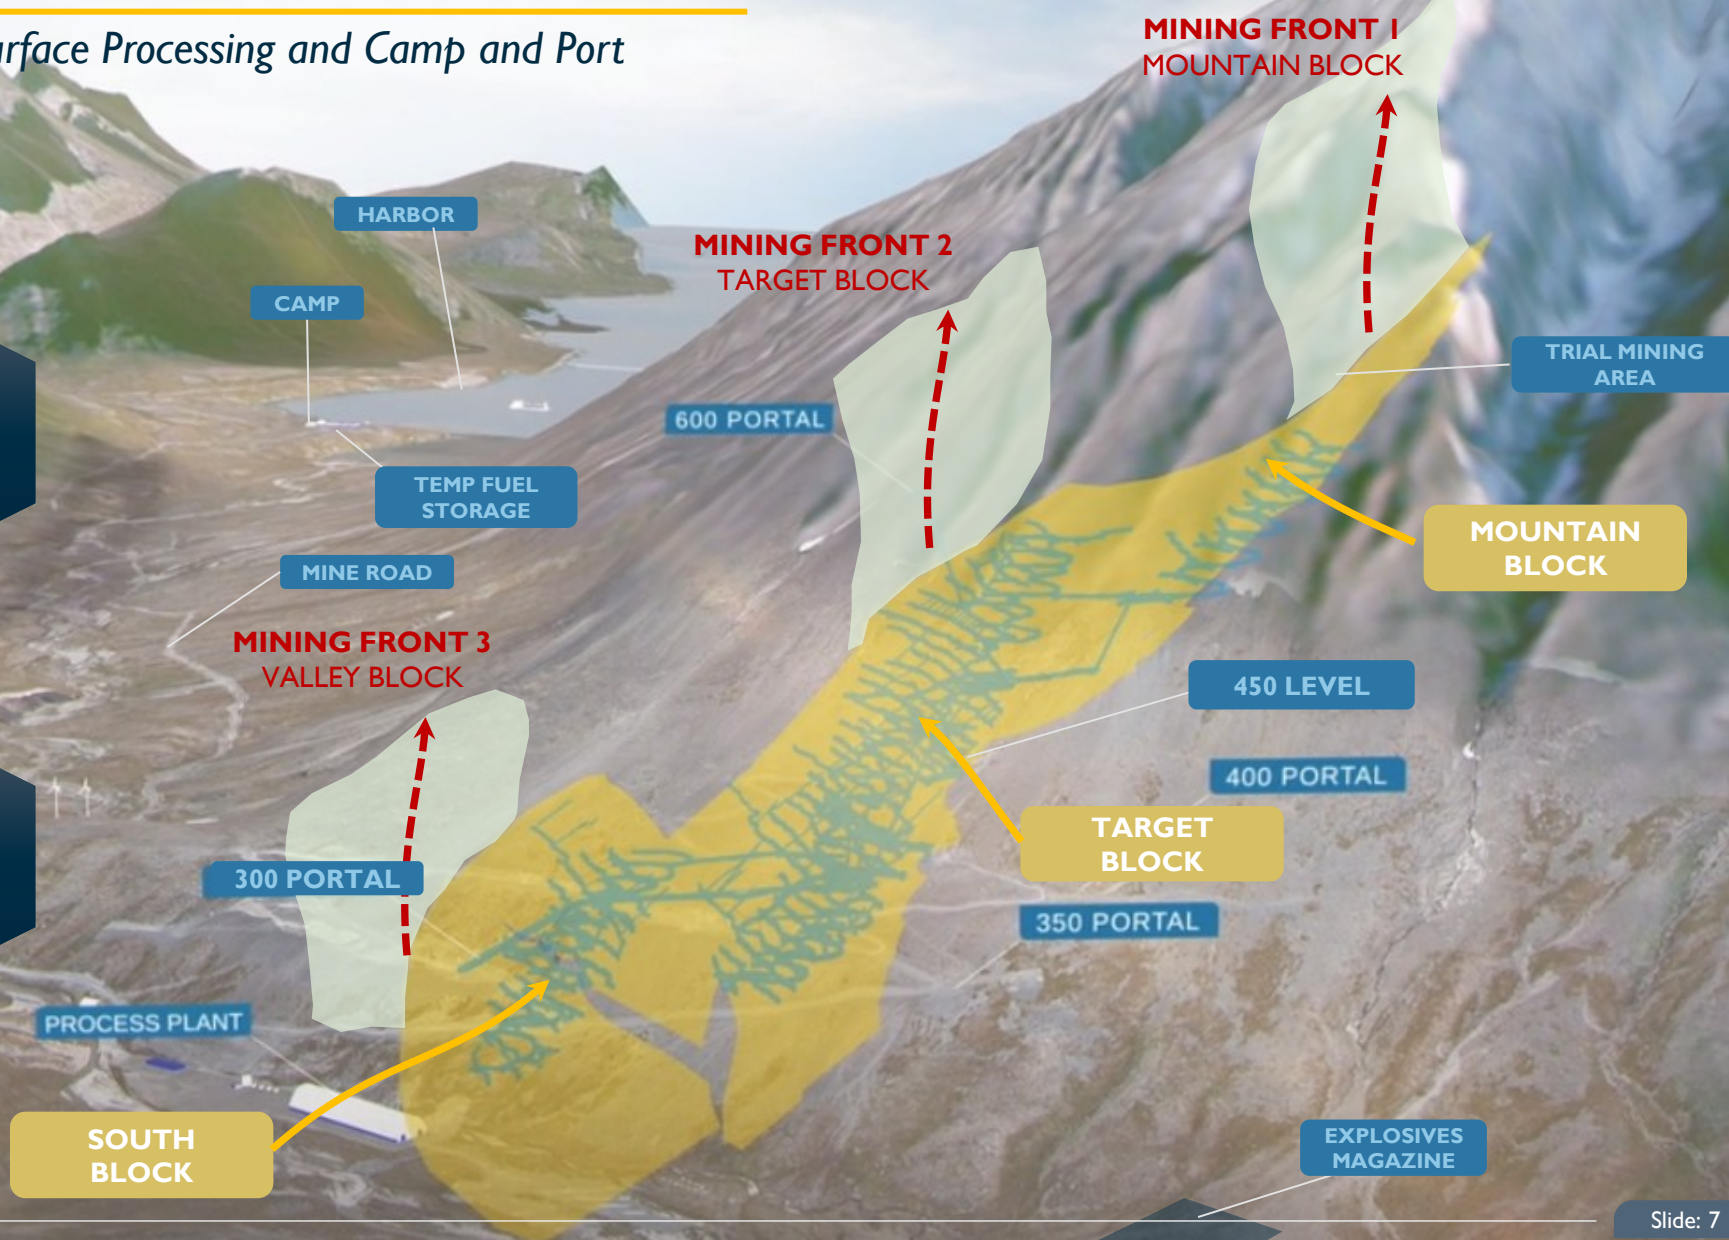 rface Processing and Camp and Port
MINING FRONT 1
MOUNTAIN BLOCK
HARBOR
MINING FRONT 2
TARGET BLOCK
CAMP
TRIAL MINING
AREA
600 PORTAL
TEMP FUEL
STORAGE
MOUNTAIN
BLOCK
MINE ROAD
MINING FRONT 3
VALLEY BLOCK
450 LEVEL
400 PORTAL
TARGET
BLOCK
300 PORTAL
350 PORTAL
PROCESS PLANT
SOUTH
BLOCK
EXPLOSIVES
MAGAZINE
Slide: 7